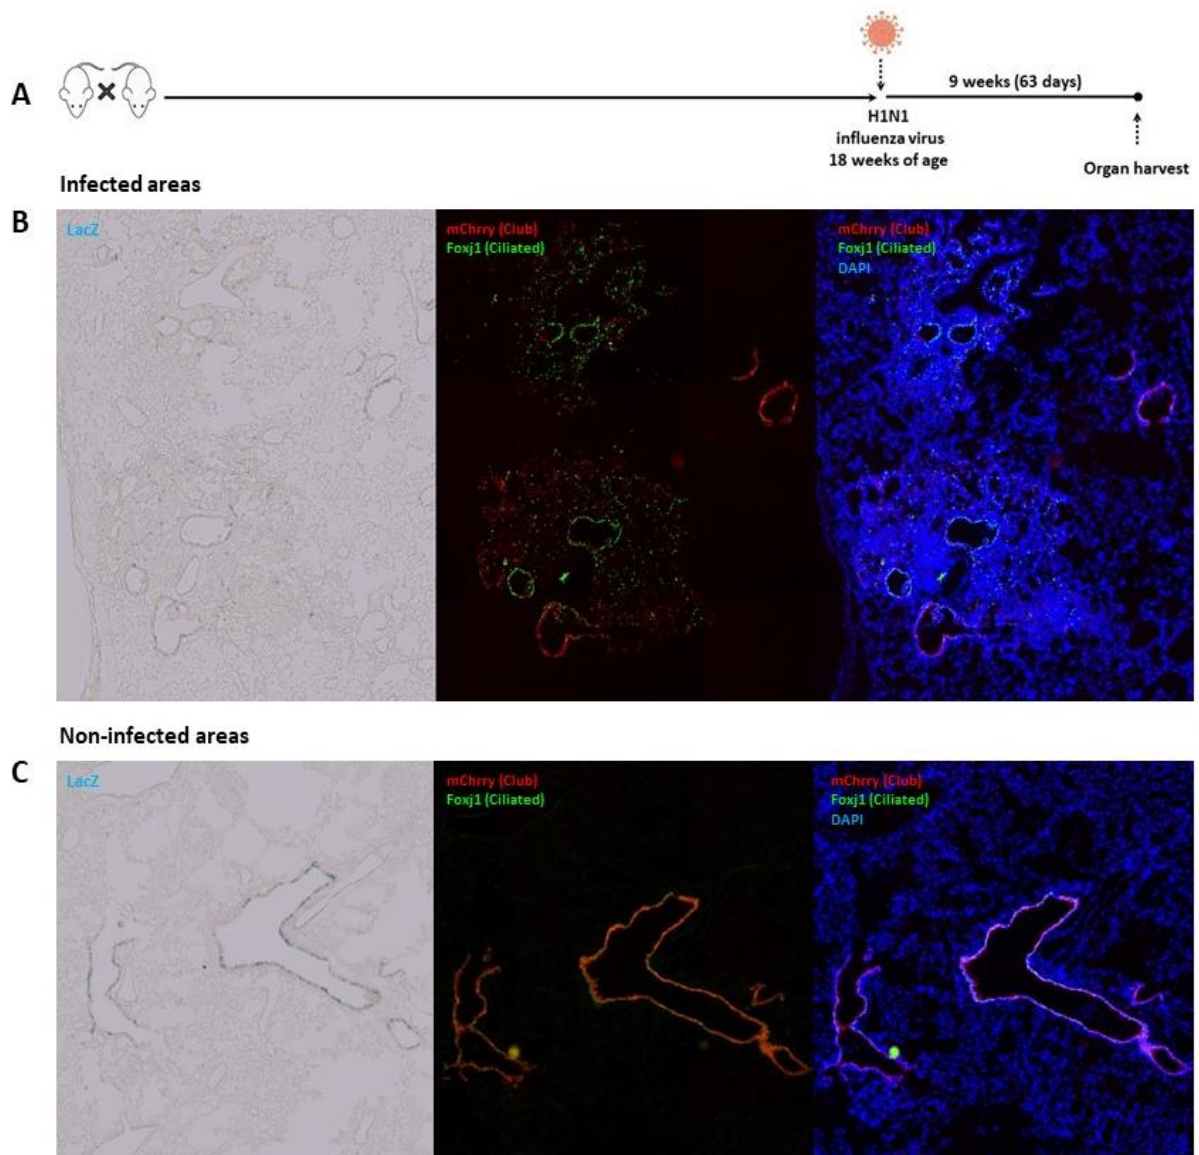 A
9 weeks (63 days)
H1N1
influenza virus
18 weeks of age
Organ harvest
Infected areas
B
LacZ
mChrry (Club)
Foxj1 (Ciliated)
mChrry (Club)
Foxj1 (Ciliated)
DAPI
Non-infected areas
C
LacZ
mChrry (Club)
Foxj1 (Ciliated)
mChrry (Club)
Foxj1 (Ciliated)
DAPI